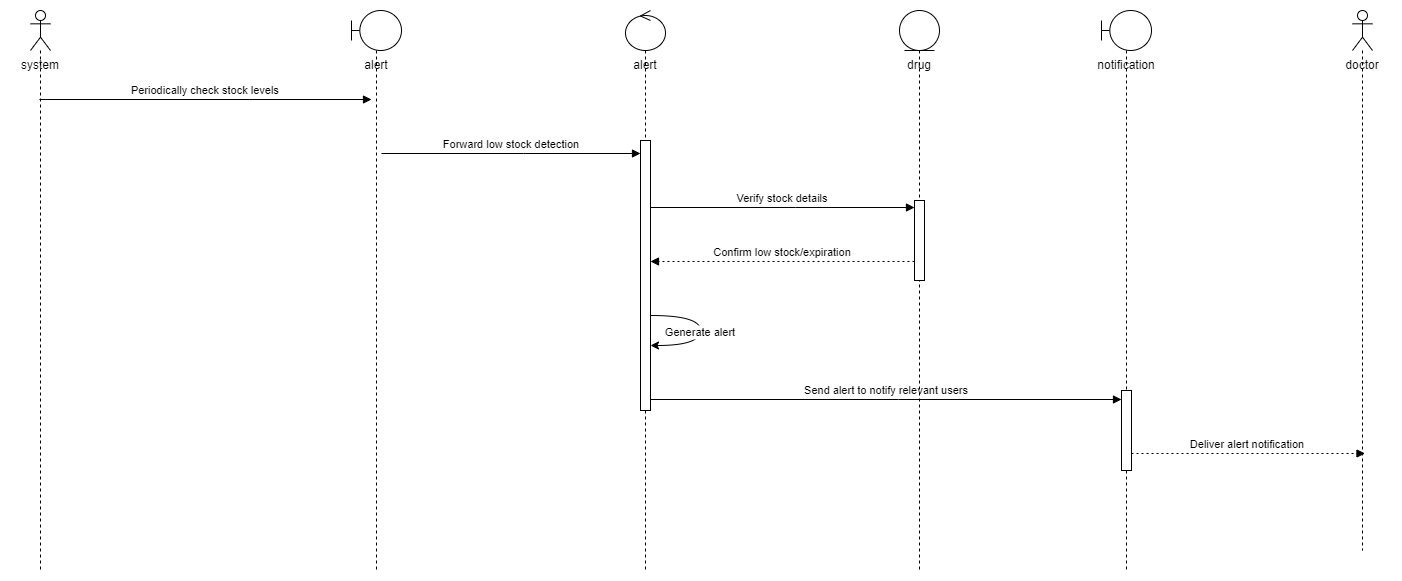 system
alert
alert
drug
notification
doctor
Periodically check stock levels
Forward low stock detection
Verify stock details
Confirm low stock/expiration
Generate alert
Send alert to notify relevant users
Deliver alert notification